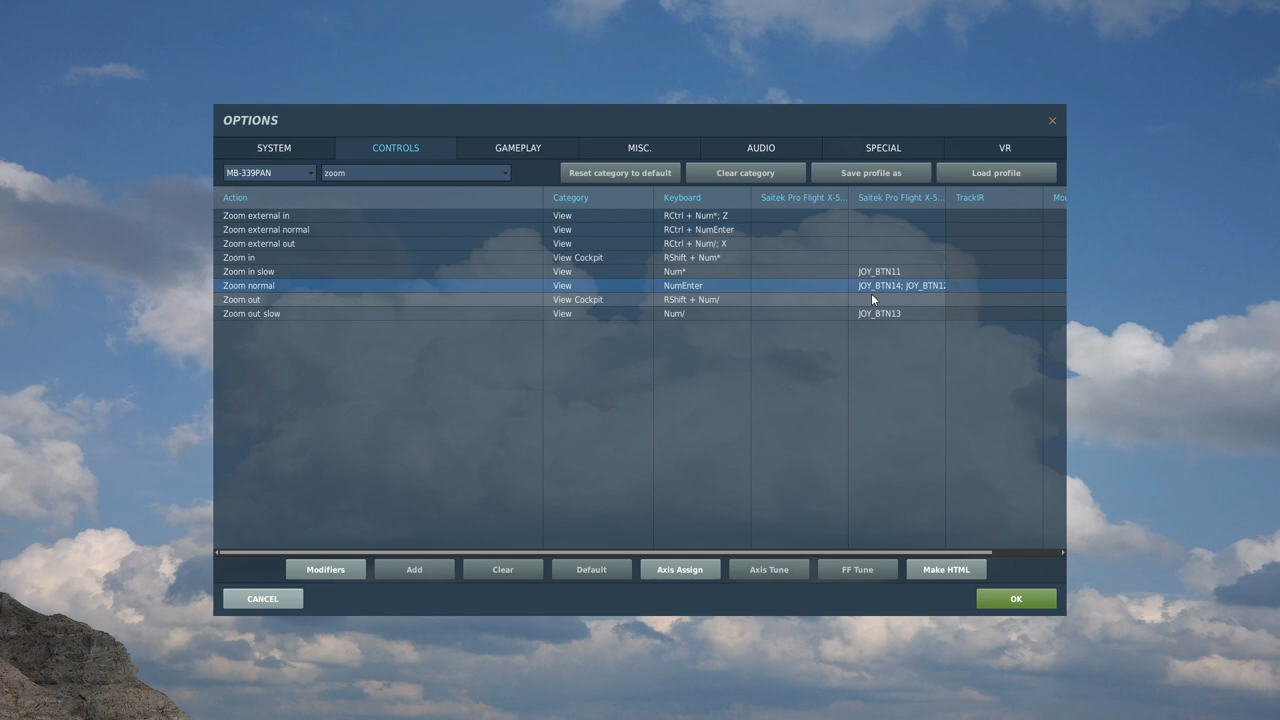 OPTIONS
SYSTEM CONTROLS GAMEPLAY MISC. AUDIO SPECIAL VR
MB-339PAN zoom Reset category to default Clear category Save profile as Load profile
Action Category Keyboard Saitek Pro Flight X-5... Saitek Pro Flight X-5... TrackIR Mou
Zoom external in View RCtrl + Num*; Z
Zoom external normal View RCtrl + NumEnter
Zoom external out View RCtrl + Num/; X
Zoom in View Cockpit RShift + Num*
Zoom in slow View Num* JOY_BTN11
Zoom normal View NumEnter JOY_BTN14; JOY_BTN12
Zoom out View Cockpit RShift + Num/
Zoom out slow View Num/ JOY_BTN13
Modifiers Add Clear Default Axis Assign Axis Tune FF Tune Make HTML
CANCEL OK